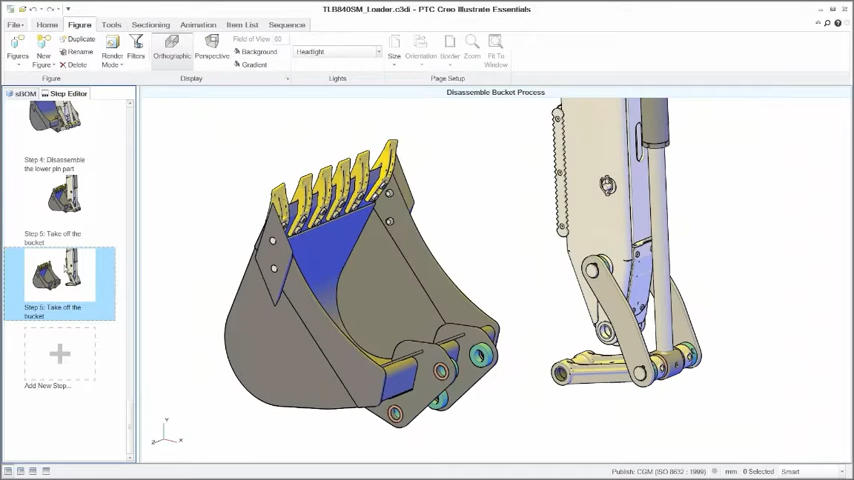 TLB840SM_Loader.c3di - PTC Creo Illustrate Essentials
File
Home
Figure
Tools
Sectioning
Animation
Item List
Sequence
Figures
New Figure
Duplicate
Rename
Delete
Render Mode
Filters
Orthographic
Perspective
Field of View
Background
Gradient
Headlight
Size
Orientation
Border
Zoom
Fit To Window
Figure
Display
Lights
Page Setup
sBOM
Step Editor
Disassemble Bucket Process
Step 4: Disassemble
the lower pin part
Step 5: Take off the
bucket
Step 5: Take off the
bucket
Add New Step...
Y
Z
X
Publish: CGM (ISO 8632 : 1999)
mm
0 Selected
Smart